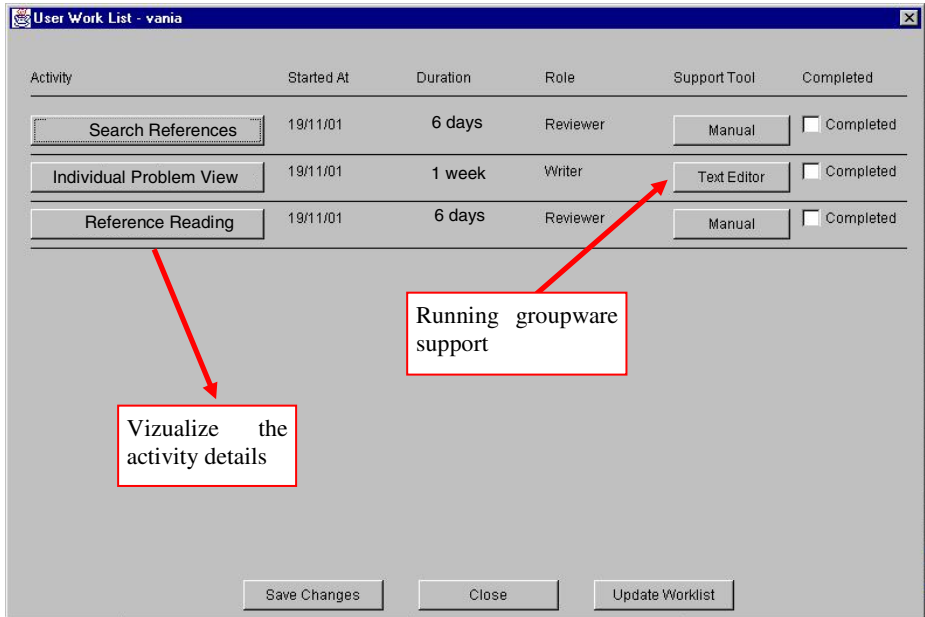 User Work List - vania
Activity Started At Duration Role Support Tool Completed
Search References 19/11/01 6 days Reviewer Manual Completed
Individual Problem View 19/11/01 1 week Writer Text Editor Completed
Reference Reading 19/11/01 6 days Reviewer Manual Completed
Running groupware
support
Vizualize the
activity details
Save Changes Close Update Worklist